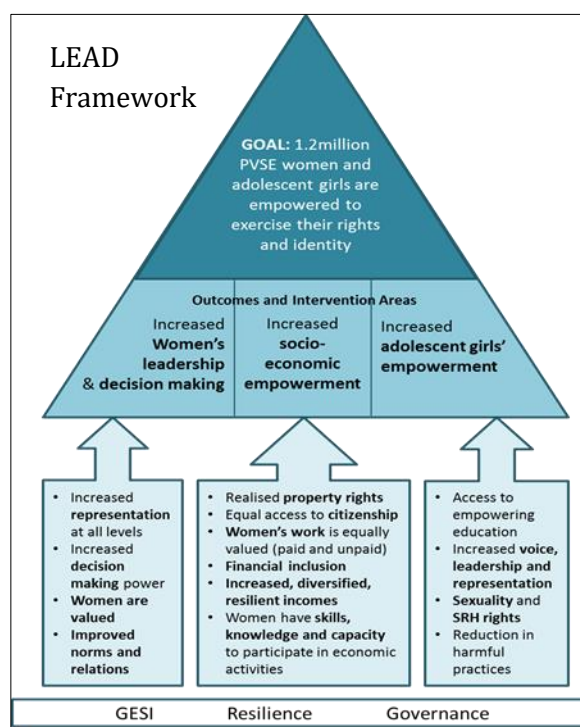 LEAD
Framework
GOAL: 1.2million
PVSE women and
adolescent girls are
empowered to
exercise their rights
and identity
Outcomes and Intervention Areas
Increased
Women's
leadership
& decision making
Increased
socio-
economic
empowerment
Increased
adolescent girls'
empowerment
• Increased
representation
at all levels
• Increased
decision
making power
• Women are
valued
• Improved
norms and
relations
• Realised property rights
• Equal access to citizenship
• Women's work is equally
valued (paid and unpaid)
• Financial inclusion
• Increased, diversified,
resilient incomes
• Women have skills,
knowledge and capacity
to participate in economic
activities
• Access to
empowering
education
• Increased voice,
leadership and
representation
• Sexuality and
SRH rights
• Reduction in
harmful
practices
GESI Resilience Governance